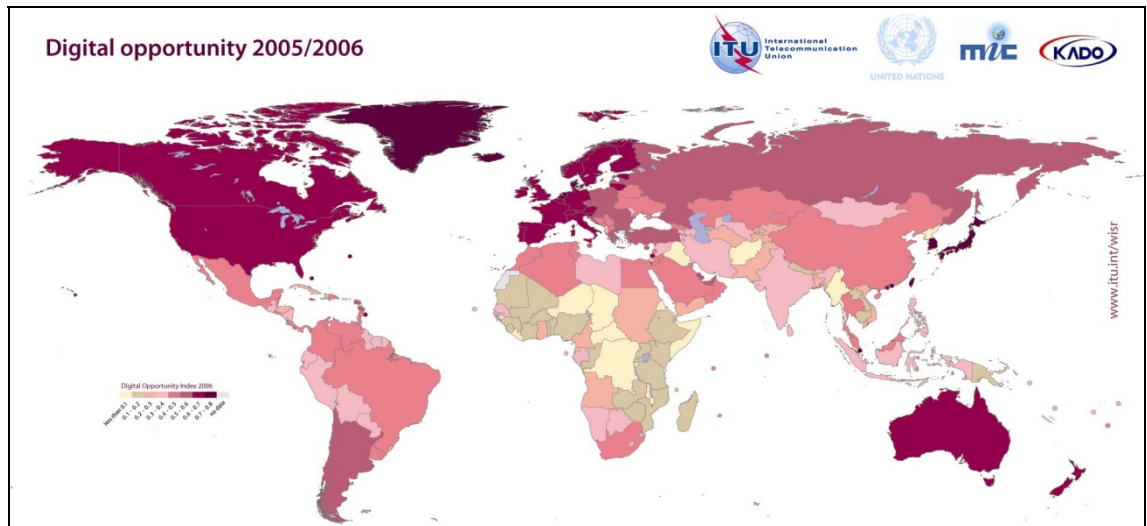 Digital opportunity 2005/2006
ITU
International
Telecommunication
Union
UNITED NATIONS
mic
KADO
www.itu.int/wisr
Digital Opportunity Index 2006
less than 0.1
0.1 - 0.2
0.2 - 0.3
0.3 - 0.4
0.4 - 0.5
0.5 - 0.6
0.6 - 0.7
0.7 - 0.8
no data